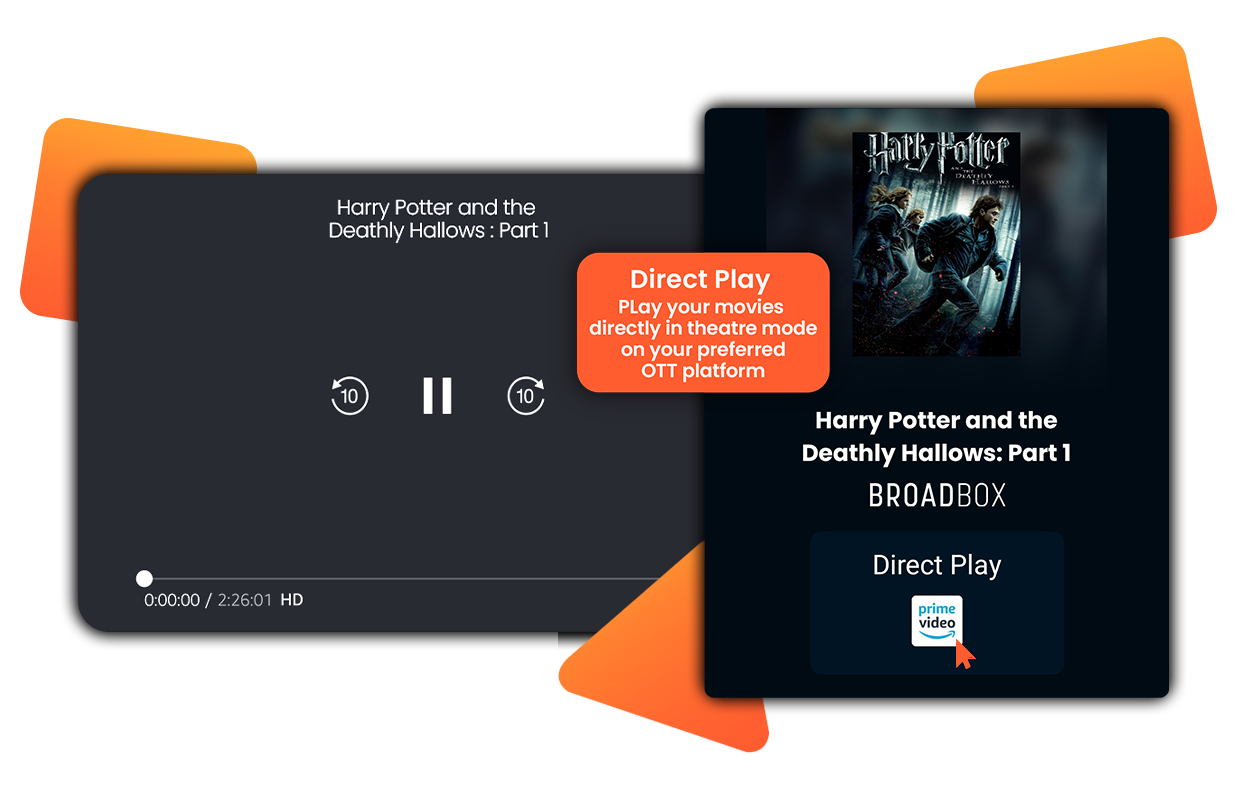 Harry Potter and the
Deathly Hallows : Part 1
10
10
0:00:00 / 2:26:01 HD
Direct Play
PLay your movies
directly in theatre mode
on your preferred
OTT platform
Harry Potter
AND THE
DEATHLY
HALLOWS
PART 1
Harry Potter and the
Deathly Hallows: Part 1
BROADBOX
Direct Play
prime
video